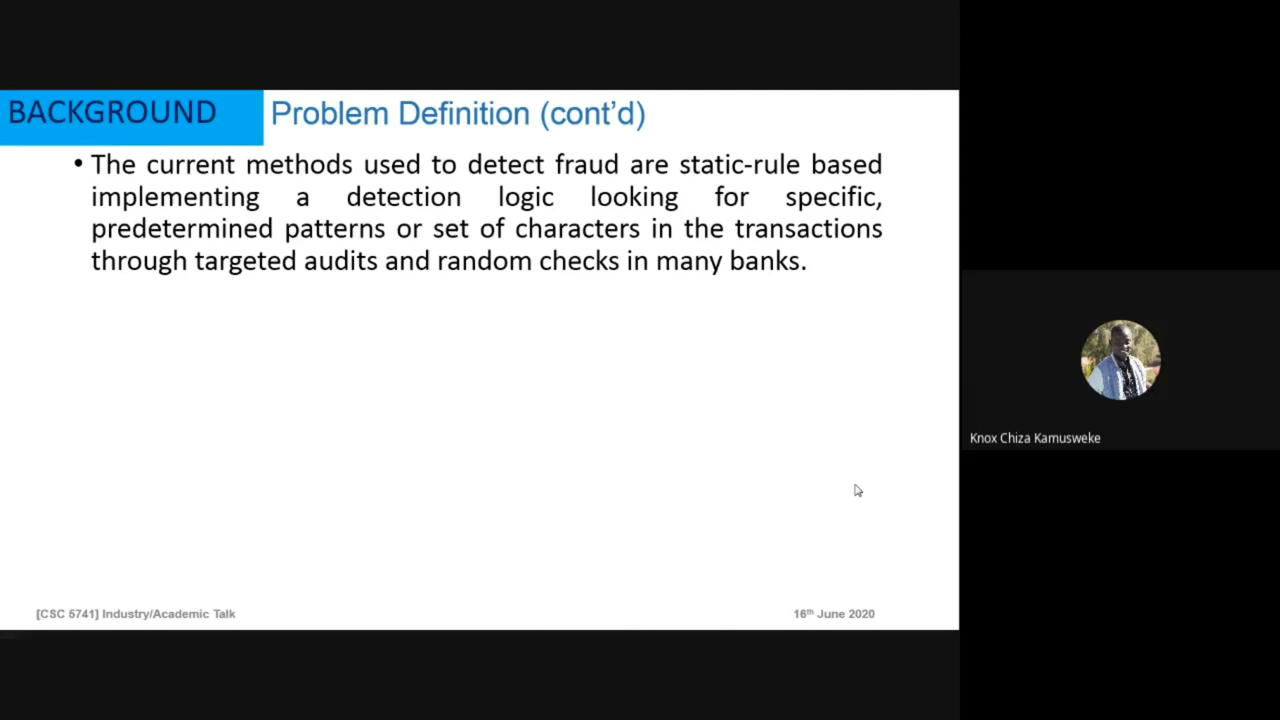 BACKGROUND
Problem Definition (cont’d)
• The current methods used to detect fraud are static-rule based
implementing a detection logic looking for specific,
predetermined patterns or set of characters in the transactions
through targeted audits and random checks in many banks.
Knox Chiza Kamusweke
[CSC 5741] Industry/Academic Talk
16th June 2020